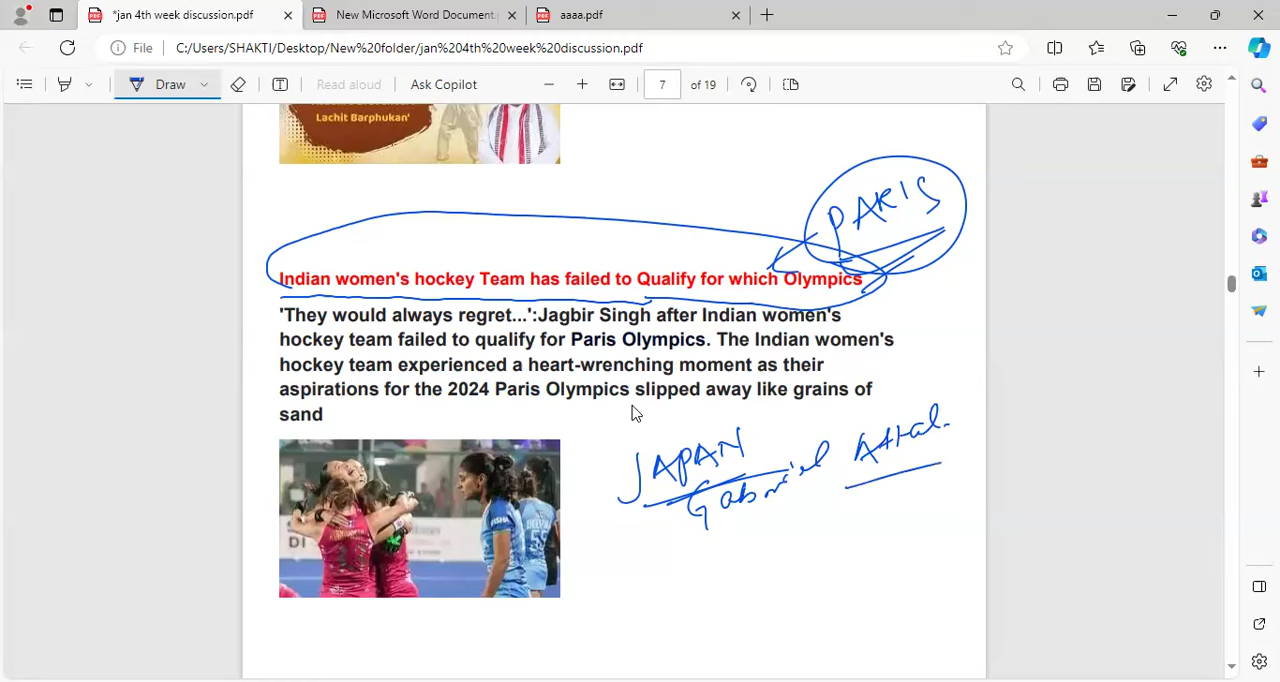 *jan 4th week discussion.pdf
New Microsoft Word Document.
aaaa.pdf
File
C:/Users/SHAKTI/Desktop/New%20folder/jan%204th%20week%20discussion.pdf
Draw
Read aloud
Ask Copilot
7
of 19
Lachit Barphukan'
PARIS
Indian women's hockey Team has failed to Qualify for which Olympics
'They would always regret...':Jagbir Singh after Indian women's
hockey team failed to qualify for Paris Olympics. The Indian women's
hockey team experienced a heart-wrenching moment as their
aspirations for the 2024 Paris Olympics slipped away like grains of
sand
JAPAN
Gabriel Attal.